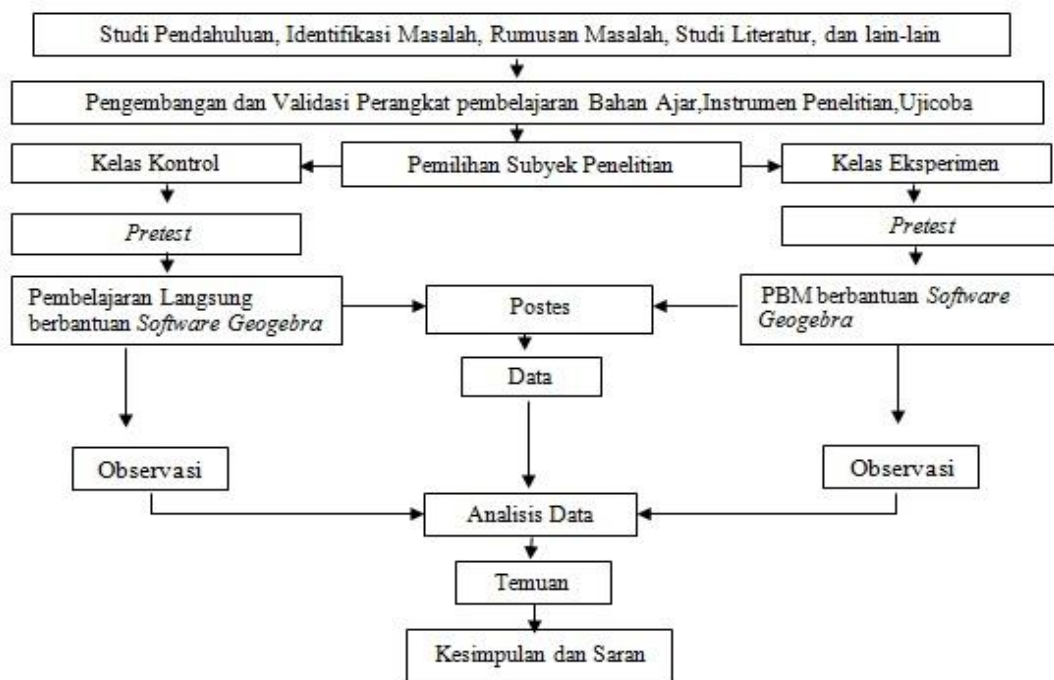 Studi Pendahuluan, Identifikasi Masalah, Rumusan Masalah, Studi Literatur, dan lain-lain
Pengembangan dan Validasi Perangkat pembelajaran Bahan Ajar,Instrumen Penelitian,Ujicoba
Kelas Kontrol
Pemilihan Subyek Penelitian
Kelas Eksperimen
Pretest
Pretest
Pembelajaran Langsung
berbantuan Software Geogebra
Postes
PBM berbantuan Software
Geogebra
Data
Observasi
Observasi
Analisis Data
Temuan
Kesimpulan dan Saran